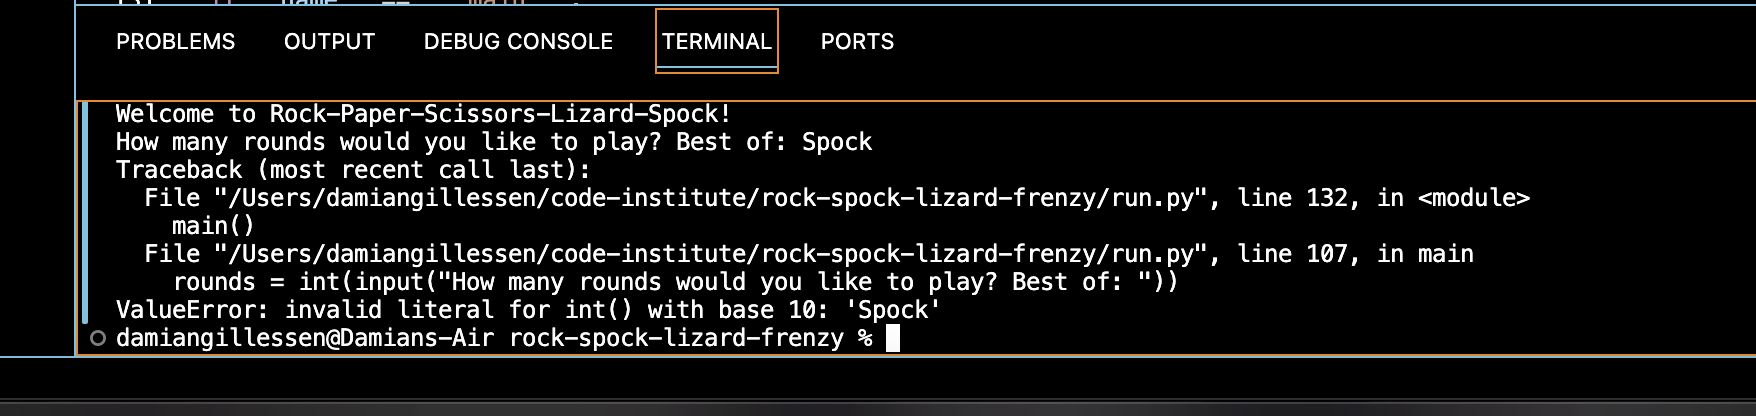 PROBLEMS OUTPUT DEBUG CONSOLE TERMINAL PORTS
Welcome to Rock-Paper-Scissors-Lizard-Spock!
How many rounds would you like to play? Best of: Spock
Traceback (most recent call last):
  File "/Users/damiangillessen/code-institute/rock-spock-lizard-frenzy/run.py", line 132, in <module>
    main()
  File "/Users/damiangillessen/code-institute/rock-spock-lizard-frenzy/run.py", line 107, in main
    rounds = int(input("How many rounds would you like to play? Best of: "))
ValueError: invalid literal for int() with base 10: 'Spock'
damiangillessen@Damians-Air rock-spock-lizard-frenzy %